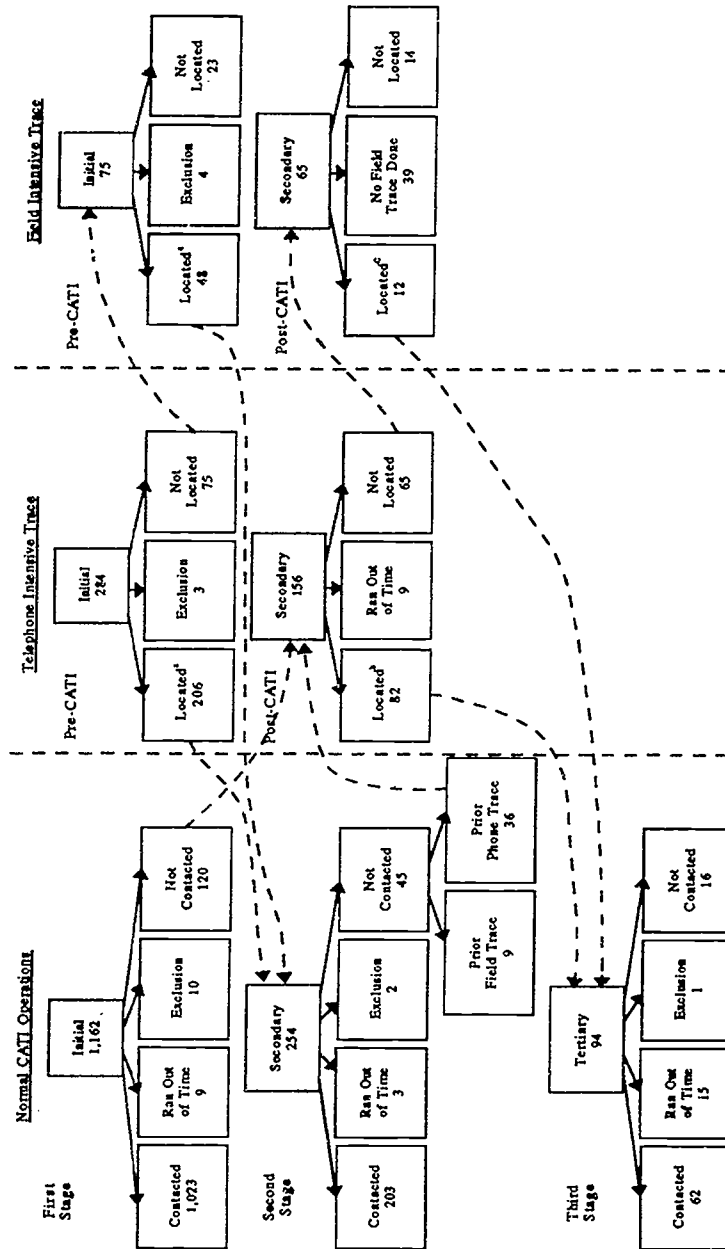 Normal CATI Operations
Telephone Intensive Trace
Field Intensive Trace
First
Stage
Initial
1,162
Contacted
1,023
Ran Out
of Time
9
Exclusion
10
Not
Contacted
120
Pre-CATI
Initial
284
Located a
206
Exclusion
3
Not
Located
75
Pre-CATI
Initial
75
Located a
48
Exclusion
4
Not
Located
23
Second
Stage
Secondary
254
Contacted
203
Ran Out
of Time
3
Exclusion
2
Not
Contacted
45
Prior
Field Trace
9
Prior
Phone Trace
36
Post-CATI
Secondary
156
Located b
82
Ran Out
of Time
9
Not
Located
65
Post-CATI
Secondary
65
Located c
12
No Field
Trace Done
39
Not
Located
14
Third
Stage
Tertiary
94
Contacted
62
Ran Out
of Time
15
Exclusion
1
Not
Contacted
16